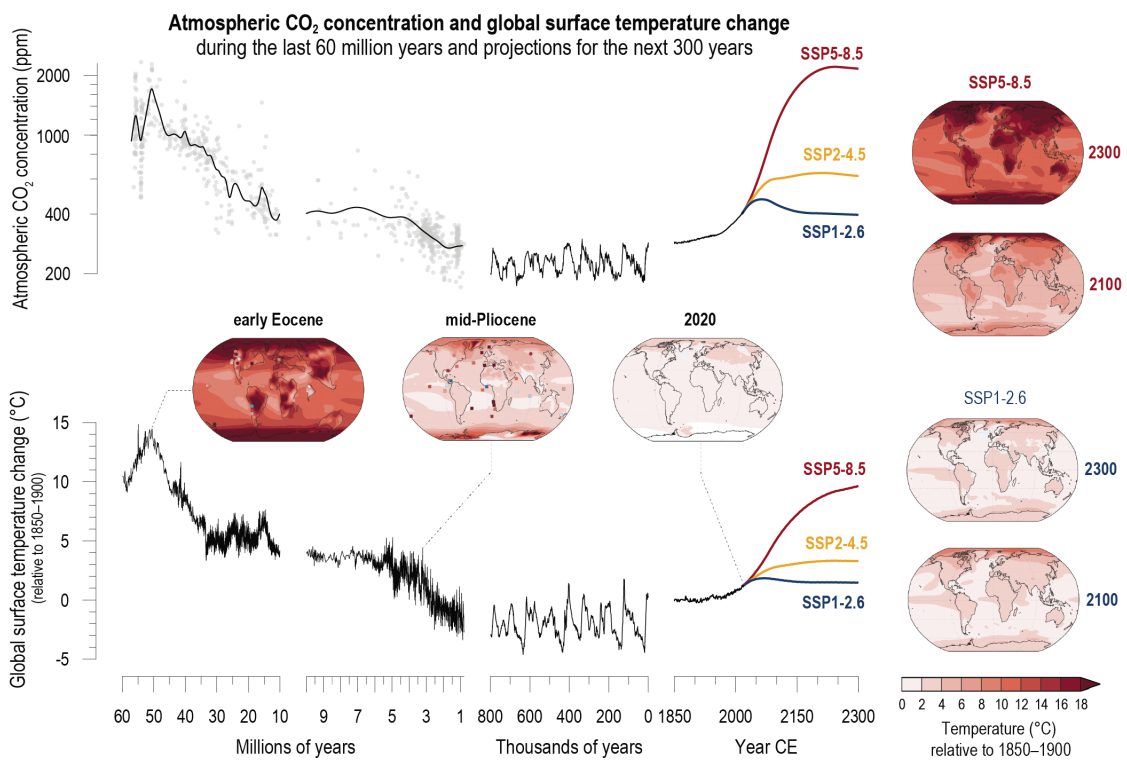 Atmospheric CO2 concentration and global surface temperature change
during the last 60 million years and projections for the next 300 years
Atmospheric CO2 concentration (ppm)
2000
1000
400
200
SSP5-8.5
SSP2-4.5
SSP1-2.6
SSP5-8.5
2300
2100
early Eocene
mid-Pliocene
2020
Global surface temperature change (°C)
(relative to 1850–1900)
15
10
5
0
-5
SSP5-8.5
SSP2-4.5
SSP1-2.6
SSP1-2.6
2300
2100
60 50 40 30 20 10
9 7 5 3 1
800 600 400 200 0
1850 2000 2150 2300
Millions of years
Thousands of years
Year CE
0 2 4 6 8 10 12 14 16 18
Temperature (°C)
relative to 1850–1900